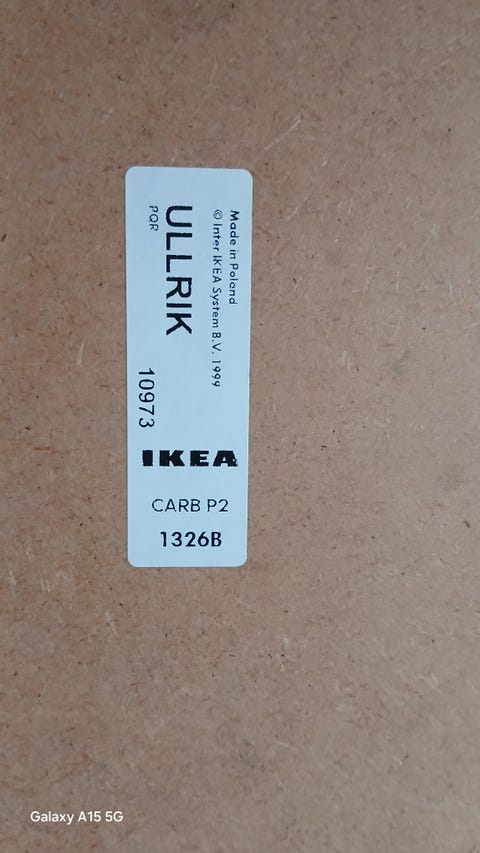 Made in Poland
© Inter IKEA System B.V. 1999
ULLRIK
PQR
10973
IKEA
CARB P2
1326B
Galaxy A15 5G